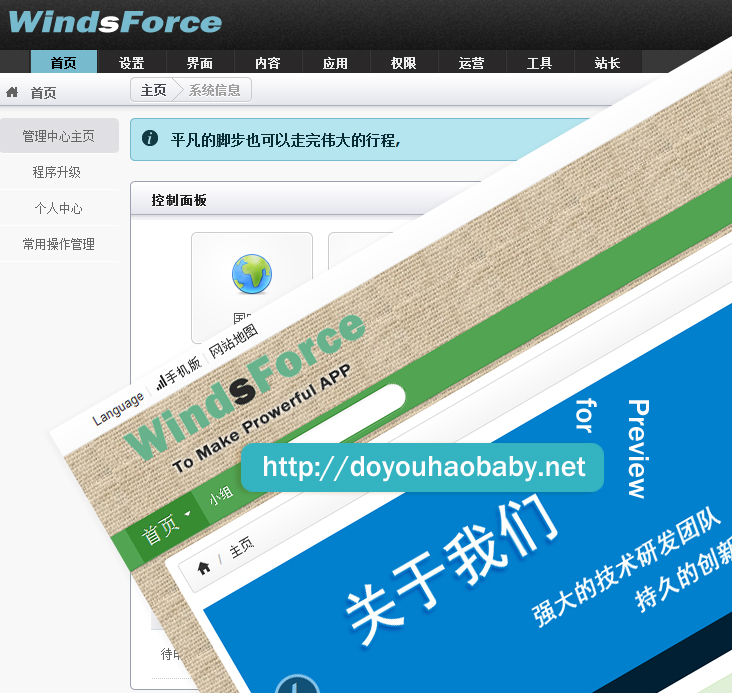 WindsForce
首页 设置 界面 内容 应用 权限 运营 工具 站长
首页
主页 系统信息
管理中心主页
程序升级
个人中心
常用操作管理
平凡的脚步也可以走完伟大的行程,
控制面板
Language 手机版 网站地图
WindsForce
To Make Prowerful APP
http://doyouhaobaby.net
首页 小组
/ 主页
Preview
for
关于我们
强大的技术研发团队
持久的创新